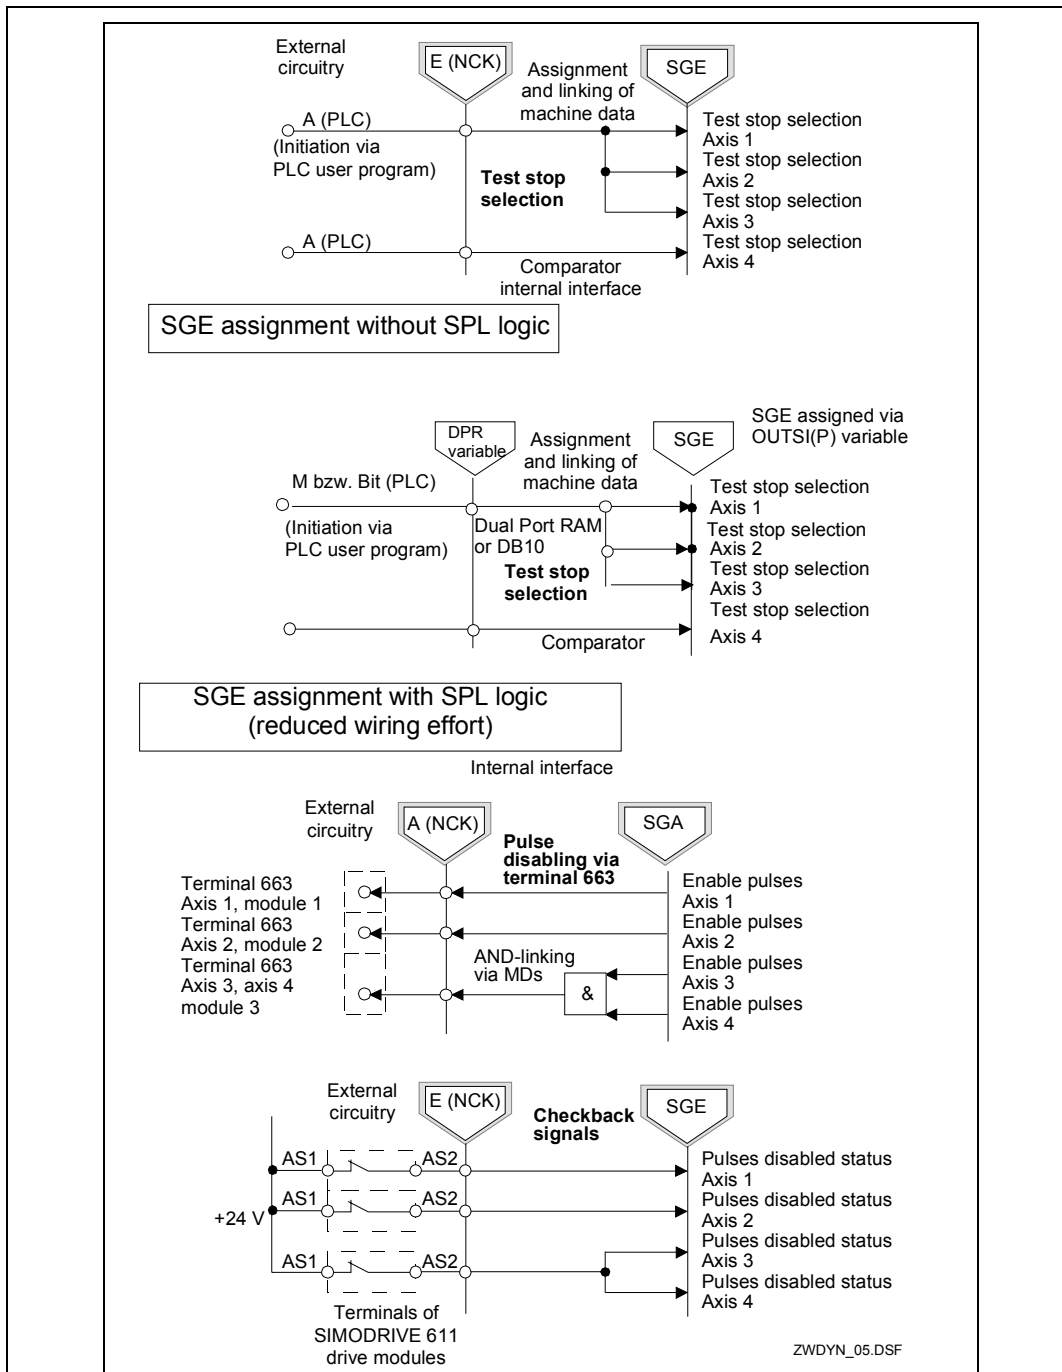 External
circuitry
E (NCK)
Assignment
and linking of
machine data
SGE
A (PLC)
(Initiation via
PLC user program)
Test stop
selection
Test stop selection
Axis 1
Test stop selection
Axis 2
Test stop selection
Axis 3
Test stop selection
Axis 4
A (PLC)
Comparator
internal interface
SGE assignment without SPL logic
DPR
variable
Assignment
and linking of
machine data
SGE
SGE assigned via
OUTSI(P) variable
M bzw. Bit (PLC)
(Initiation via
PLC user program)
Dual Port RAM
or DB10
Test stop
selection
Test stop selection
Axis 1
Test stop selection
Axis 2
Test stop selection
Axis 3
Test stop selection
Axis 4
Comparator
SGE assignment with SPL logic
(reduced wiring effort)
Internal interface
External
circuitry
A (NCK)
Pulse
disabling via
terminal 663
SGA
Terminal 663
Axis 1, module 1
Terminal 663
Axis 2, module 2
Terminal 663
Axis 3, axis 4
module 3
AND-linking
via MDs
&
Enable pulses
Axis 1
Enable pulses
Axis 2
Enable pulses
Axis 3
Enable pulses
Axis 4
External
circuitry
E (NCK)
Checkback
signals
SGE
AS1
AS2
AS1
AS2
+24 V
AS1
AS2
Pulses disabled status
Axis 1
Pulses disabled status
Axis 2
Pulses disabled status
Axis 3
Pulses disabled status
Axis 4
Terminals of
SIMODRIVE 611
drive modules
ZWDYN_05.DSF